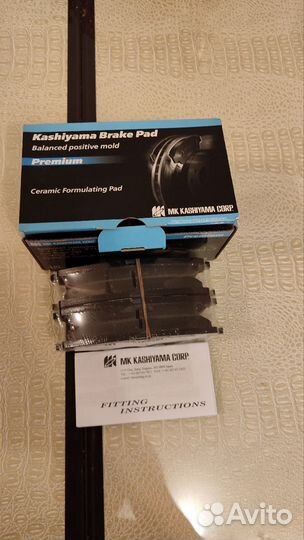 Kashiyama Brake Pad
Balanced positive mold
Premium
Ceramic Formulating Pad
MK KASHIYAMA CORP.
MK KASHIYAMA CORP.
FITTING
INSTRUCTIONS
Avito